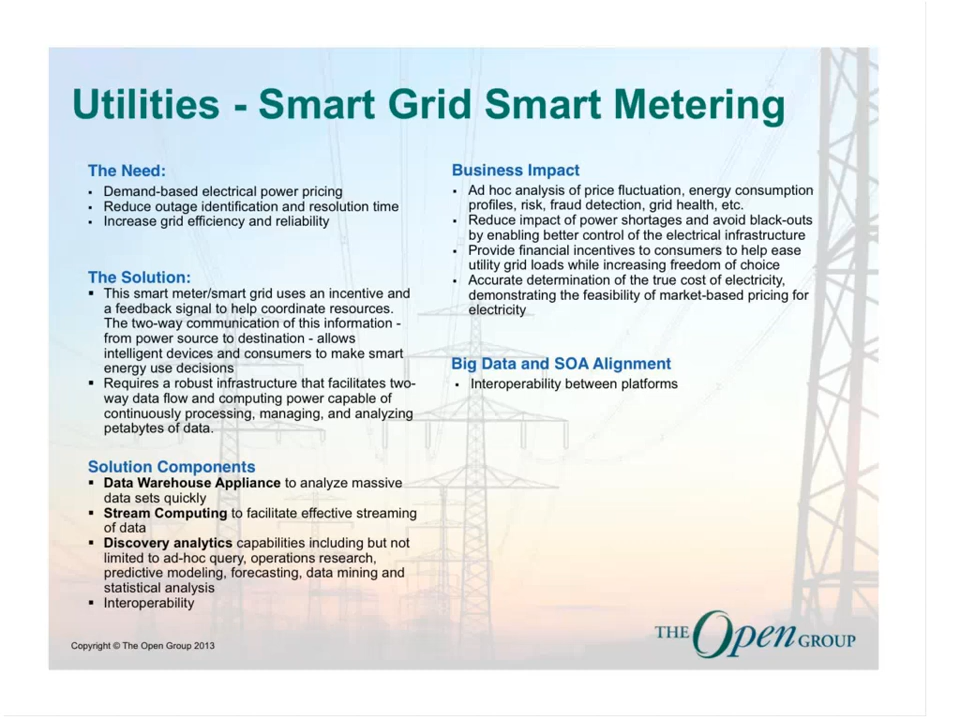 Utilities - Smart Grid Smart Metering
The Need:
▪ Demand-based electrical power pricing
▪ Reduce outage identification and resolution time
▪ Increase grid efficiency and reliability
The Solution:
▪ This smart meter/smart grid uses an incentive and
a feedback signal to help coordinate resources.
The two-way communication of this information -
from power source to destination - allows
intelligent devices and consumers to make smart
energy use decisions
▪ Requires a robust infrastructure that facilitates two-
way data flow and computing power capable of
continuously processing, managing, and analyzing
petabytes of data.
Solution Components
▪ Data Warehouse Appliance to analyze massive
data sets quickly
▪ Stream Computing to facilitate effective streaming
of data
▪ Discovery analytics capabilities including but not
limited to ad-hoc query, operations research,
predictive modeling, forecasting, data mining and
statistical analysis
▪ Interoperability
Business Impact
▪ Ad hoc analysis of price fluctuation, energy consumption
profiles, risk, fraud detection, grid health, etc.
▪ Reduce impact of power shortages and avoid black-outs
by enabling better control of the electrical infrastructure
▪ Provide financial incentives to consumers to help ease
utility grid loads while increasing freedom of choice
▪ Accurate determination of the true cost of electricity,
demonstrating the feasibility of market-based pricing for
electricity
Big Data and SOA Alignment
▪ Interoperability between platforms
Copyright © The Open Group 2013
THE Open GROUP